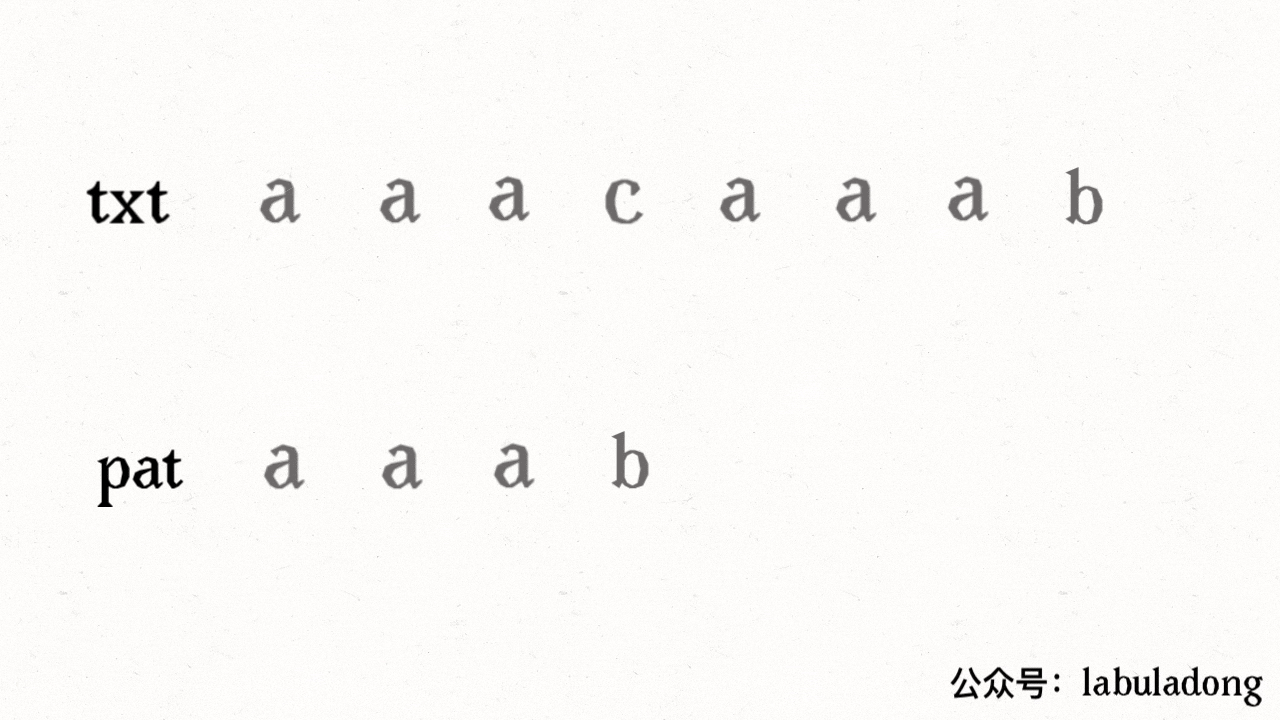 txt a a a c a a a b
pat a a a b
公众号：labuladong